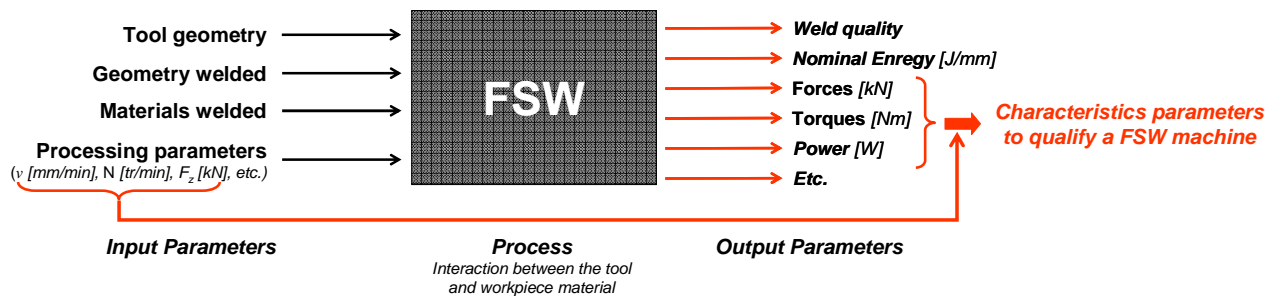 Tool geometry
Geometry welded
Materials welded
Processing parameters
(v [mm/min], N [tr/min], Fz [kN], etc.)
FSW
Weld quality
Nominal Enregy [J/mm]
Forces [kN]
Torques [Nm]
Power [W]
Etc.
Characteristics parameters
to qualify a FSW machine
Input Parameters
Process
Interaction between the tool
and workpiece material
Output Parameters